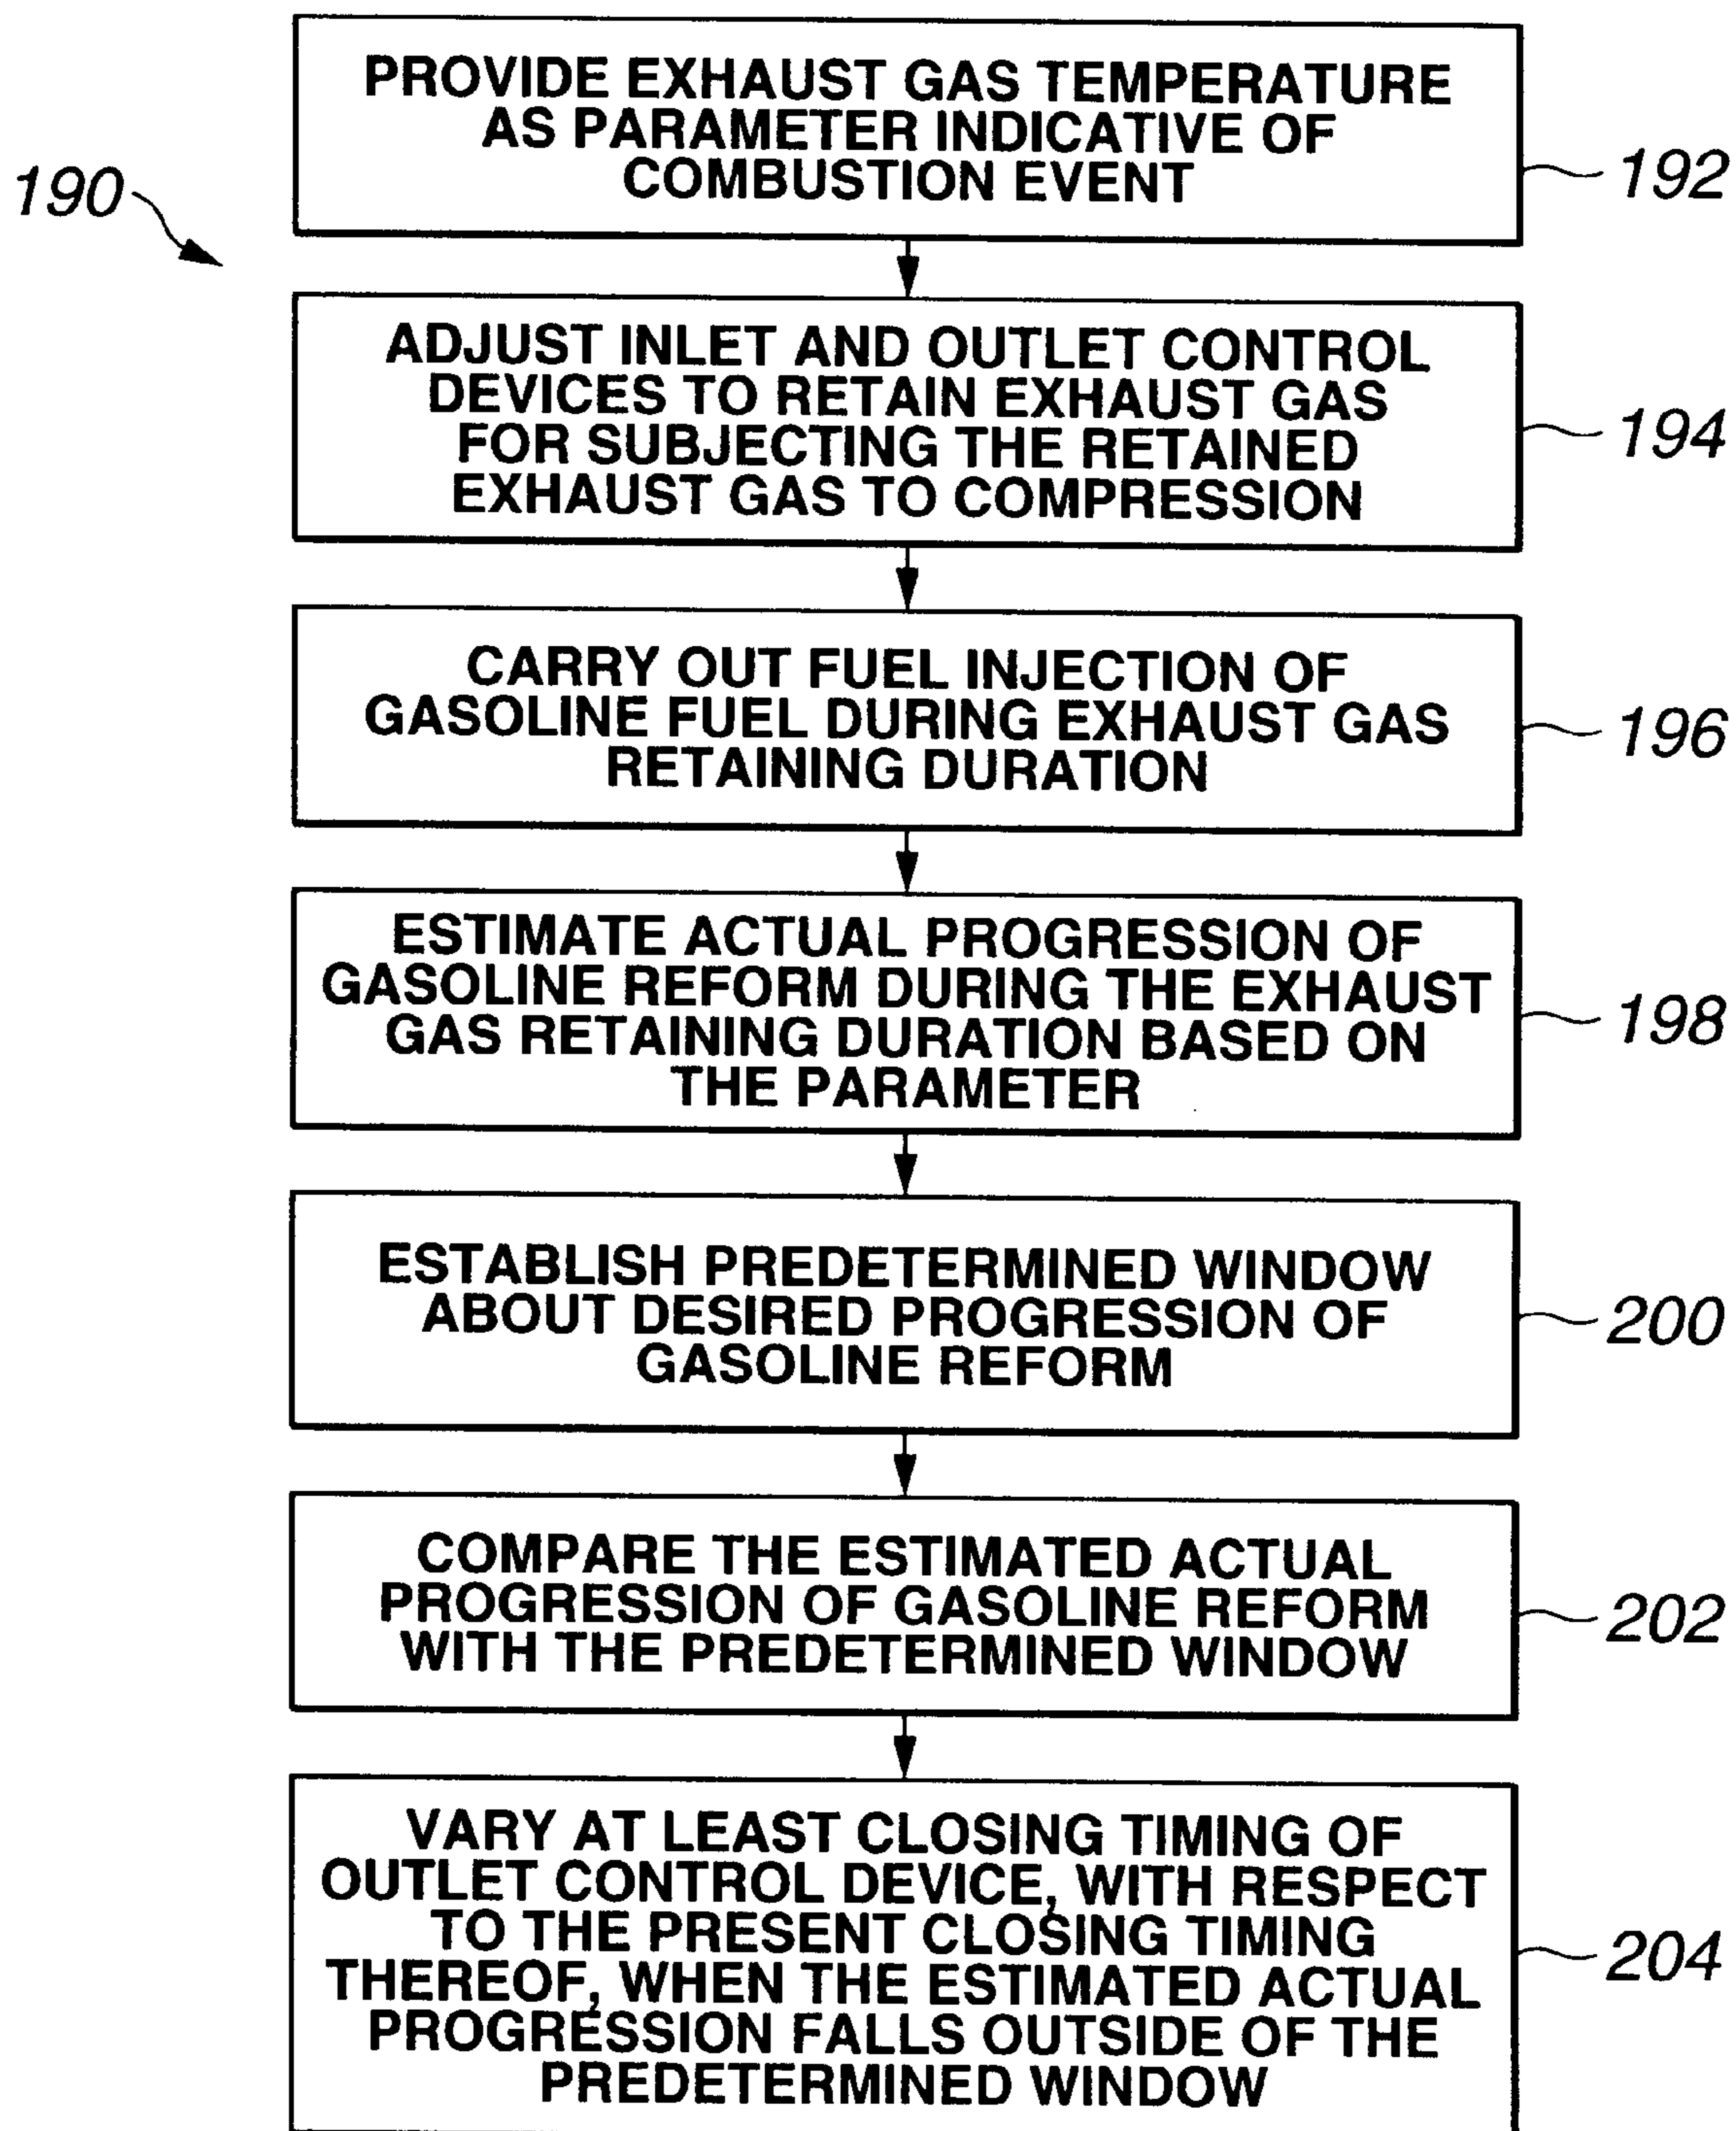 PROVIDE EXHAUST GAS TEMPERATURE
AS PARAMETER INDICATIVE OF
COMBUSTION EVENT
192
190
ADJUST INLET AND OUTLET CONTROL
DEVICES TO RETAIN EXHAUST GAS
FOR SUBJECTING THE RETAINED
EXHAUST GAS TO COMPRESSION
194
CARRY OUT FUEL INJECTION OF
GASOLINE FUEL DURING EXHAUST GAS
RETAINING DURATION
196
ESTIMATE ACTUAL PROGRESSION OF
GASOLINE REFORM DURING THE EXHAUST
GAS RETAINING DURATION BASED ON
THE PARAMETER
198
ESTABLISH PREDETERMINED WINDOW
ABOUT DESIRED PROGRESSION OF
GASOLINE REFORM
200
COMPARE THE ESTIMATED ACTUAL
PROGRESSION OF GASOLINE REFORM
WITH THE PREDETERMINED WINDOW
202
VARY AT LEAST CLOSING TIMING OF
OUTLET CONTROL DEVICE, WITH RESPECT
TO THE PRESENT CLOSING TIMING
THEREOF, WHEN THE ESTIMATED ACTUAL
PROGRESSION FALLS OUTSIDE OF THE
PREDETERMINED WINDOW
204